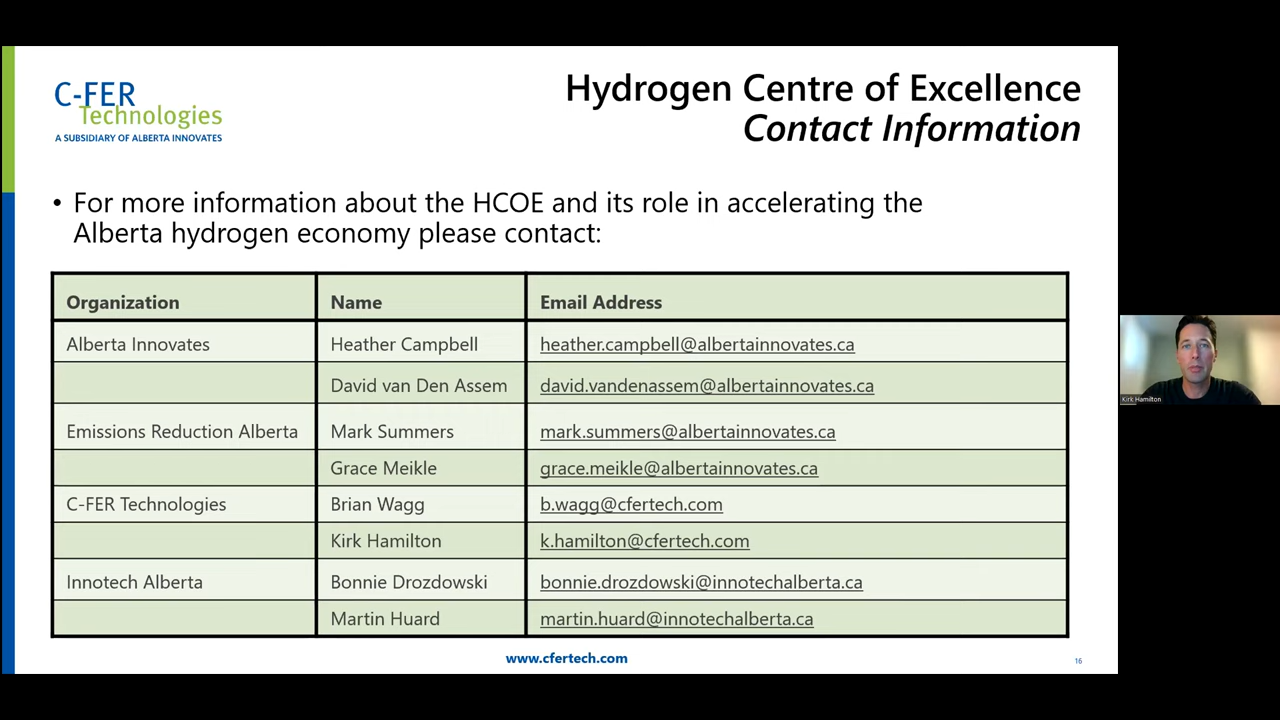 C-FER
Technologies
A SUBSIDIARY OF ALBERTA INNOVATES
Hydrogen Centre of Excellence
Contact Information
• For more information about the HCOE and its role in accelerating the
Alberta hydrogen economy please contact:
Organization Name Email Address
Alberta Innovates Heather Campbell heather.campbell@albertainnovates.ca
David van Den Assem david.vandenassem@albertainnovates.ca
Emissions Reduction Alberta Mark Summers mark.summers@albertainnovates.ca
Grace Meikle grace.meikle@albertainnovates.ca
C-FER Technologies Brian Wagg b.wagg@cfertech.com
Kirk Hamilton k.hamilton@cfertech.com
Innotech Alberta Bonnie Drozdowski bonnie.drozdowski@innotechalberta.ca
Martin Huard martin.huard@innotechalberta.ca
www.cfertech.com
16
Kirk Hamilton